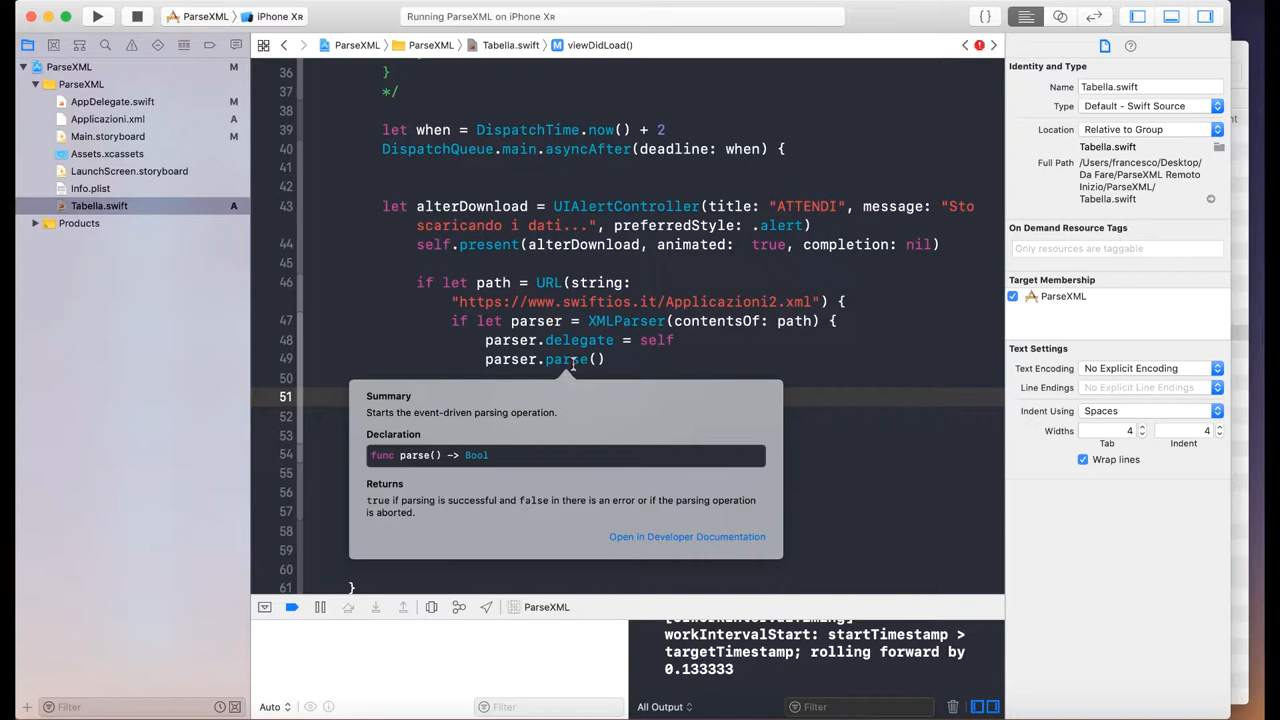 ParseXML
iPhone Xʀ
Running ParseXML on iPhone Xʀ
{ }
ParseXML
ParseXML
Tabella.swift
M
viewDidLoad()
ParseXML
M
ParseXML
AppDelegate.swift
M
Applicazioni.xml
M
Main.storyboard
M
Assets.xcassets
LaunchScreen.storyboard
Info.plist
Tabella.swift
A
Products
36 }
37 */
38
39 let when = DispatchTime.now() + 2
40 DispatchQueue.main.asyncAfter(deadline: when) {
41
42
43 let alterDownload = UIAlertController(title: "ATTENDI", message: "Sto
scaricando i dati...", preferredStyle: .alert)
44 self.present(alterDownload, animated: true, completion: nil)
45
46 if let path = URL(string:
"https://www.swiftios.it/Applicazioni2.xml") {
47 if let parser = XMLParser(contentsOf: path) {
48 parser.delegate = self
49 parser.parse()
50
51
52
53
54
55
56
57
58
59
60
61 }
Summary
Starts the event-driven parsing operation.
Declaration
func parse() -> Bool
Returns
true if parsing is successful and false in there is an error or if the parsing operation
is aborted.
Open in Developer Documentation
ParseXML
workIntervalStart: startTimestamp >
targetTimestamp; rolling forward by
0.133333
Filter
Auto
Filter
All Output
Filter
Identity and Type
Name Tabella.swift
Type Default - Swift Source
Location Relative to Group
Tabella.swift
Full Path /Users/francesco/Desktop/
Da Fare/ParseXML Remoto
Inizio/ParseXML/
Tabella.swift
On Demand Resource Tags
Only resources are taggable
Target Membership
ParseXML
Text Settings
Text Encoding No Explicit Encoding
Line Endings No Explicit Line Endings
Indent Using Spaces
Widths 4 4
Tab Indent
Wrap lines